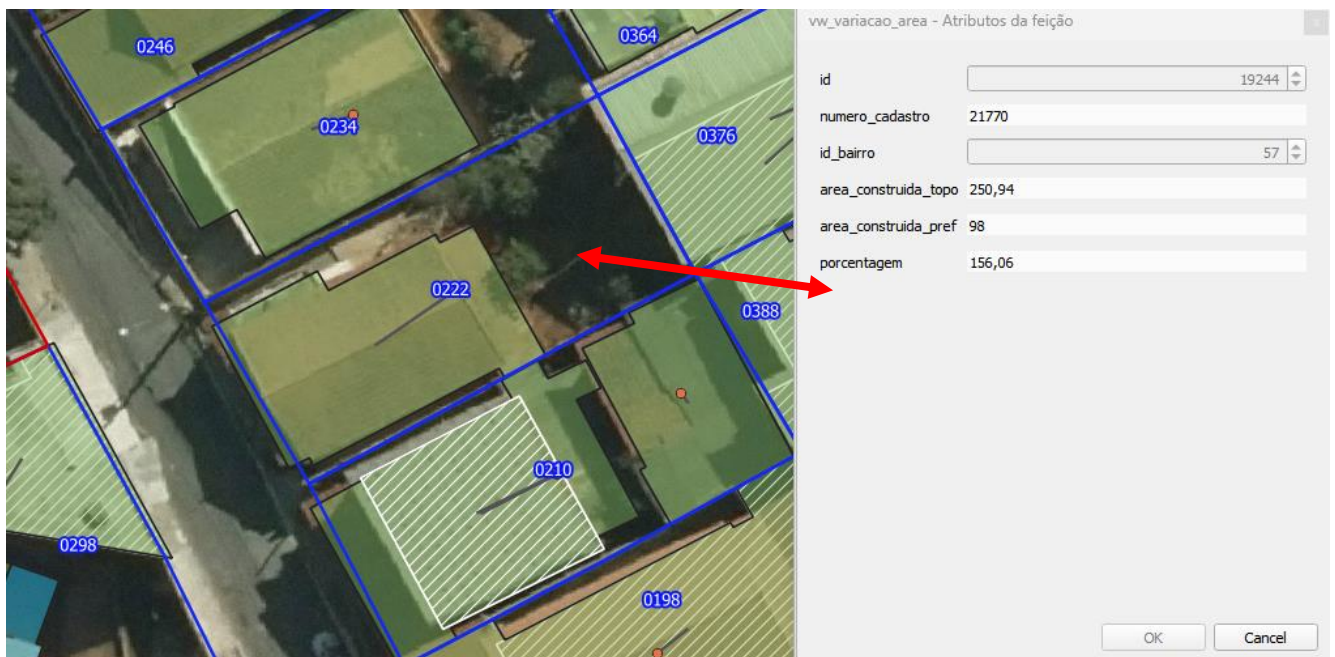 0246
0364
0234
0376
0222
0388
0210
0298
0198
vw_variacao_area - Atributos da feição
id 19244
numero_cadastro 21770
id_bairro 57
area_construida_topo 250,94
area_construida_pref 98
porcentagem 156,06
OK Cancel